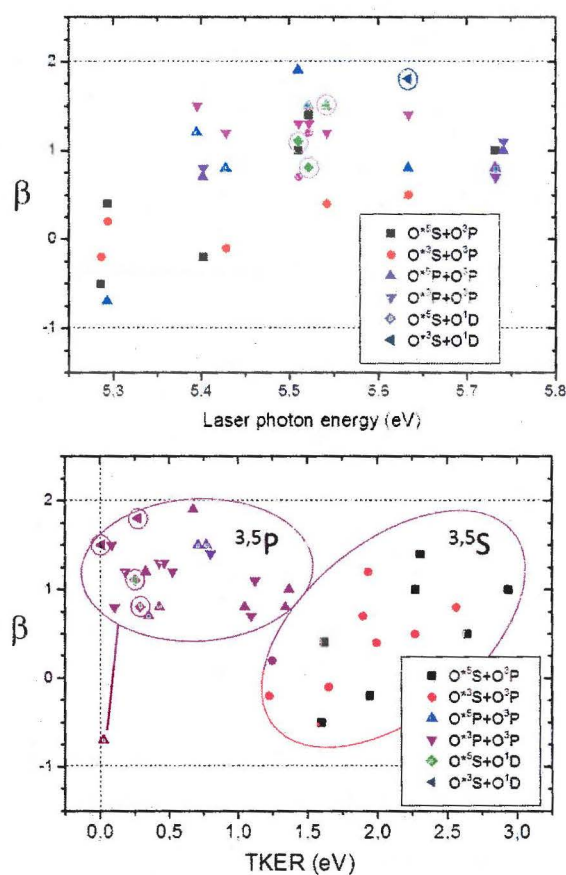 2
1
0
-1
β
O*⁵S+O³P
O*³S+O³P
O*⁵P+O³P
O*³P+O³P
O*⁵S+O¹D
O*³S+O¹D
5,3 5,4 5,5 5,6 5,7 5,8
Laser photon energy (eV)
2
1
0
-1
β
3,5P
3,5S
O*⁵S+O³P
O*³S+O³P
O*⁵P+O³P
O*³P+O³P
O*⁵S+O¹D
O*³S+O¹D
0,0 0,5 1,0 1,5 2,0 2,5 3,0
TKER (eV)